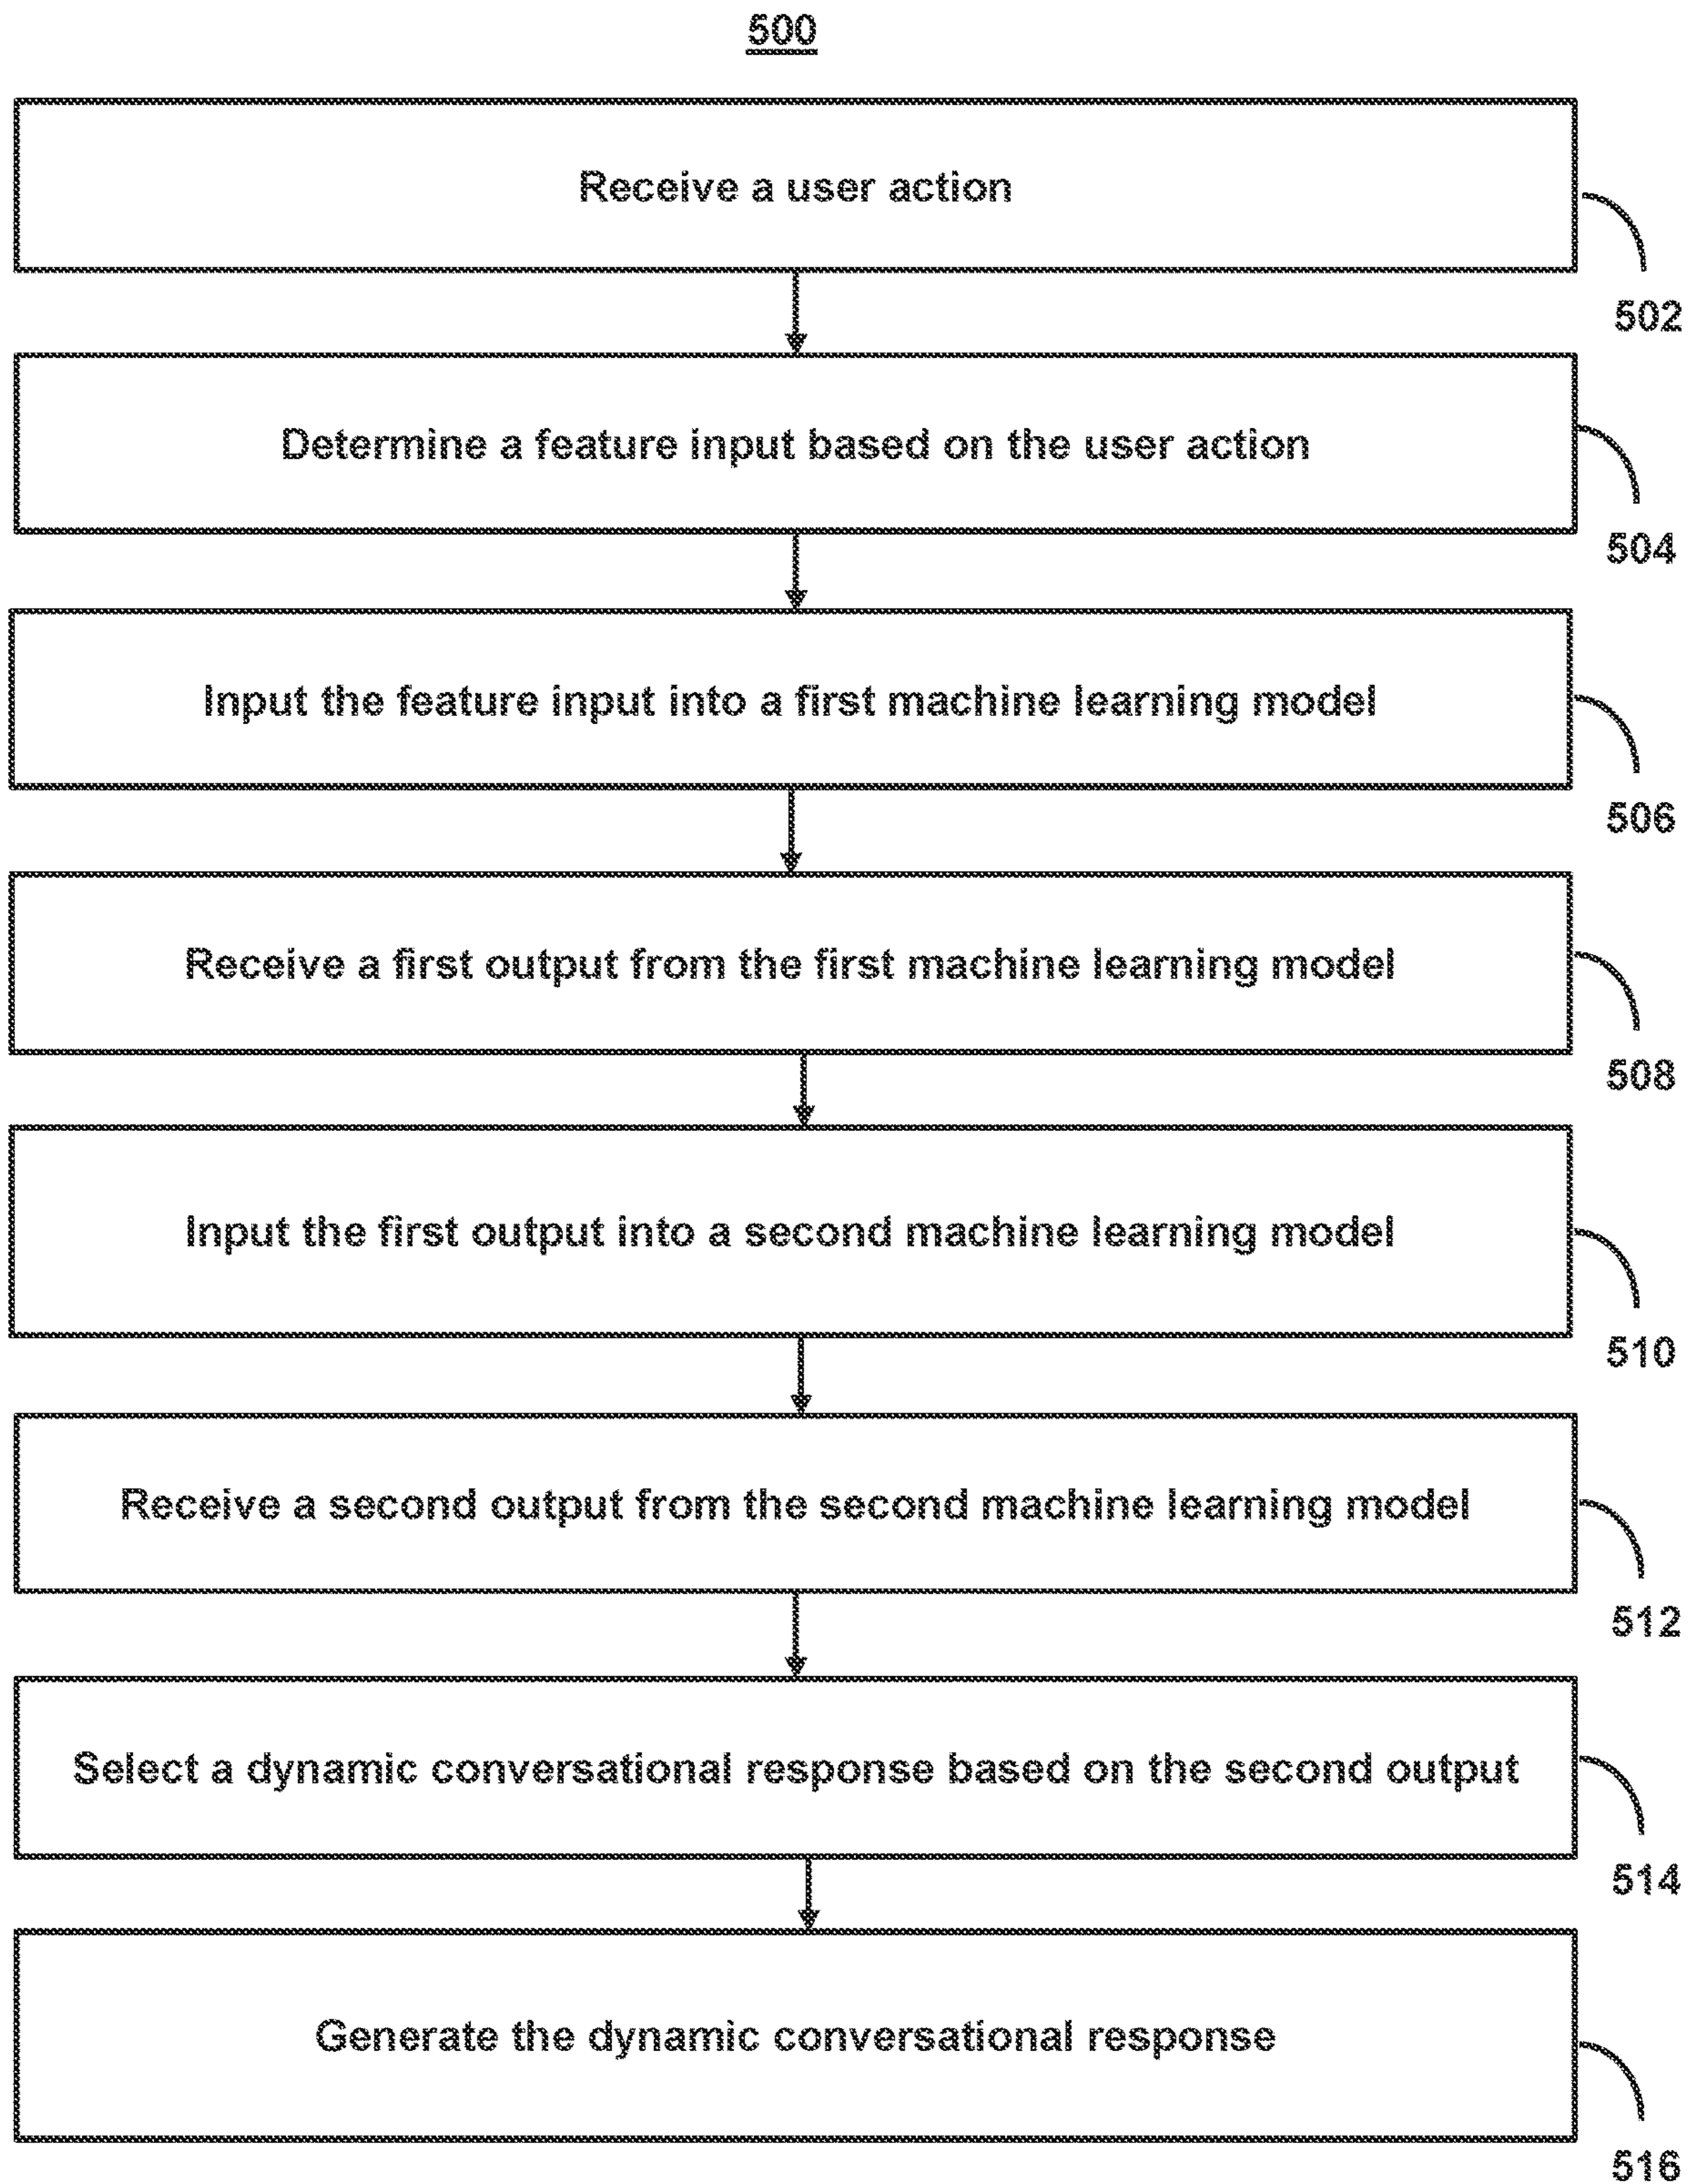 500
Receive a user action
502
Determine a feature input based on the user action
504
Input the feature input into a first machine learning model
506
Receive a first output from the first machine learning model
508
Input the first output into a second machine learning model
510
Receive a second output from the second machine learning model
512
Select a dynamic conversational response based on the second output
514
Generate the dynamic conversational response
516